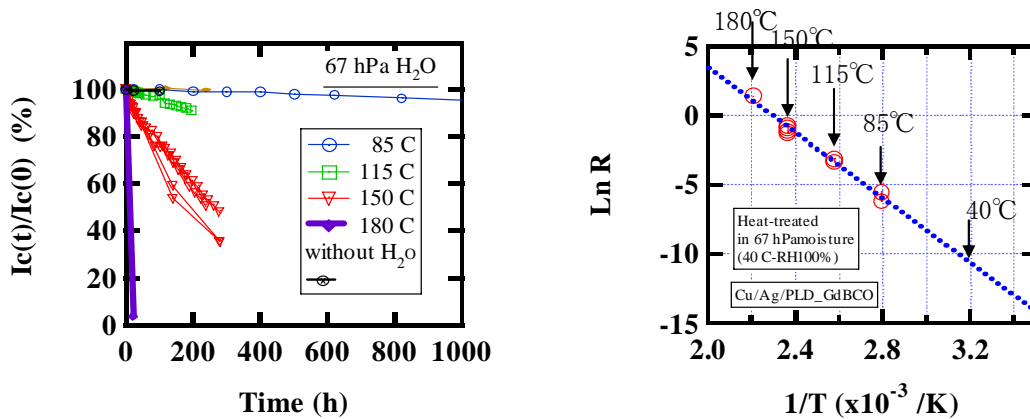 Ic(t)/Ic(0) (%)
100
80
60
40
20
0
0 200 400 600 800 1000
Time (h)
67 hPa H₂O
85 C
115 C
150 C
180 C
without H₂O
Ln R
5
0
-5
-10
-15
2.0 2.4 2.8 3.2
1/T (x10⁻³ /K)
180℃
150℃
115℃
85℃
40℃
Heat-treated
in 67 hPamoisture
(40 C-RH100%)
Cu/Ag/PLD_GdBCO